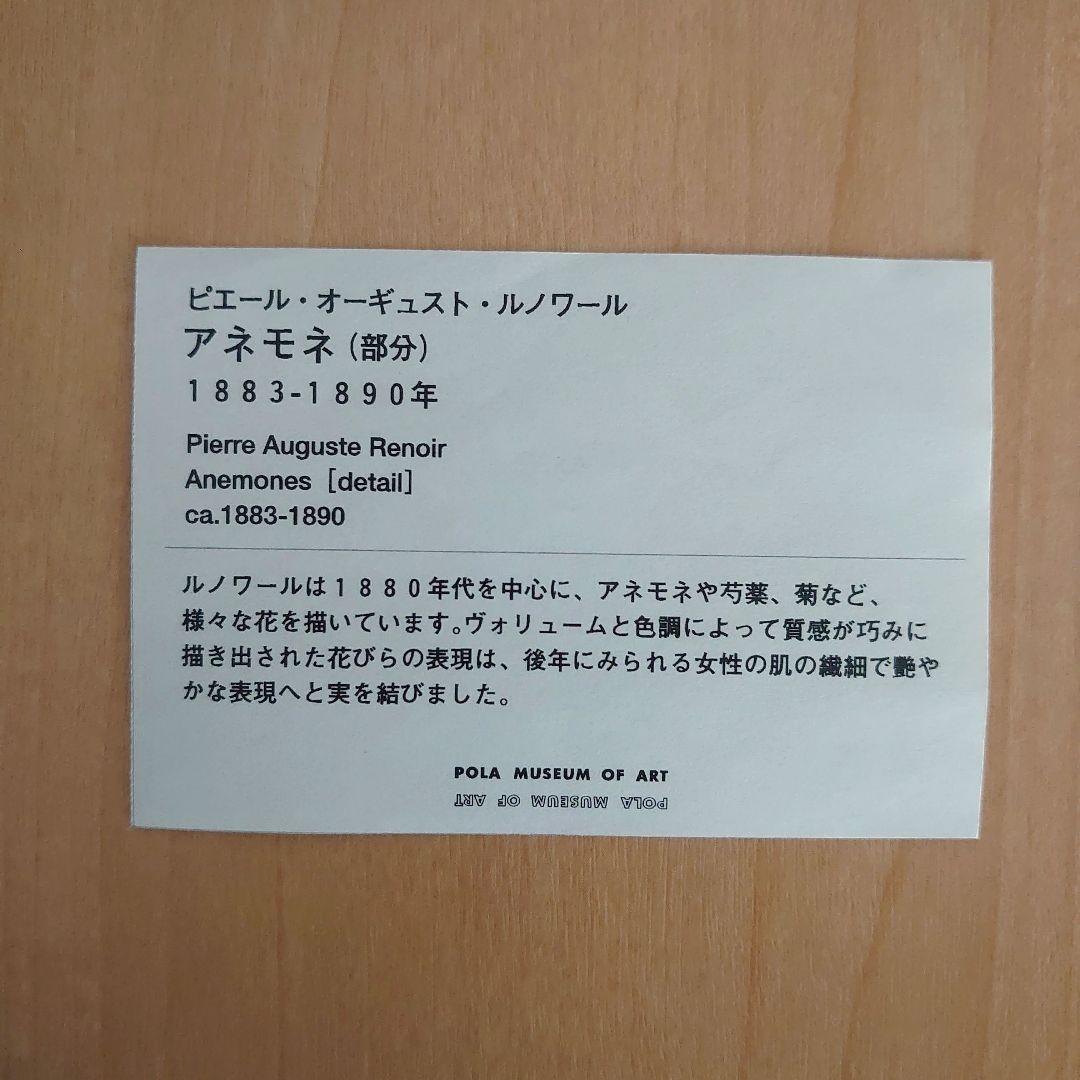 ピエール・オーギュスト・ルノワール
アネモネ(部分)
1883-1890年
Pierre Auguste Renoir
Anemones［detail］
ca.1883-1890
ルノワールは1880年代を中心に、アネモネや芍薬、菊など、
様々な花を描いています。ヴォリュームと色調によって質感が巧みに
描き出された花びらの表現は、後年にみられる女性の肌の繊細で艶や
かな表現へと実を結びました。
POLA MUSEUM OF ART
POLA MUSEUM OF ART